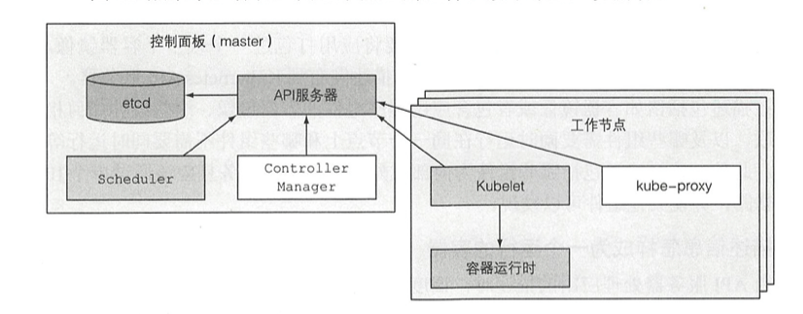 控制面板（master）
etcd
API服务器
Scheduler
Controller
Manager
工作节点
Kubelet
kube-proxy
容器运行时